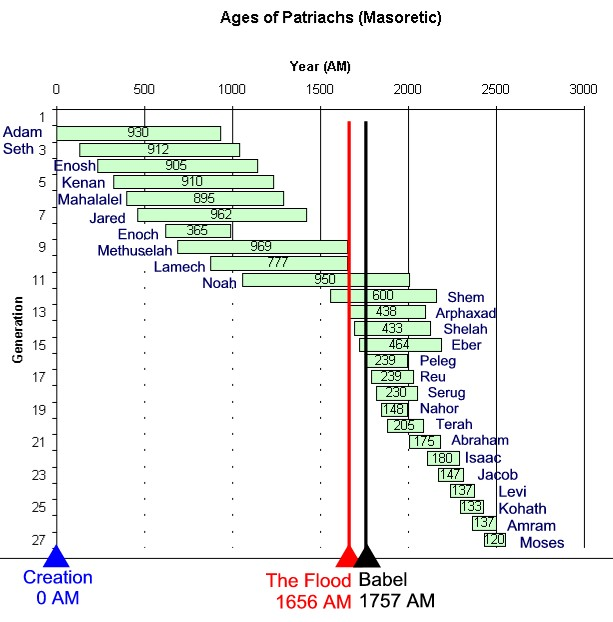 Ages of Patriachs (Masoretic)
Year (AM)
0 500 1000 1500 2000 2500 3000
Generation
1
Adam 930
Seth 3 912
Enosh 905
Kenan 5 910
Mahalalel 895
Jared 7 962
Enoch 365
Methuselah 9 969
Lamech 777
Noah 11 950
600 Shem
13 438 Arphaxad
433 Shelah
15 464 Eber
239 Peleg
17 239 Reu
230 Serug
19 148 Nahor
205 Terah
21 175 Abraham
180 Isaac
23 147 Jacob
137 Levi
25 133 Kohath
137 Amram
27 120 Moses
Creation
0 AM
The Flood
1656 AM
Babel
1757 AM